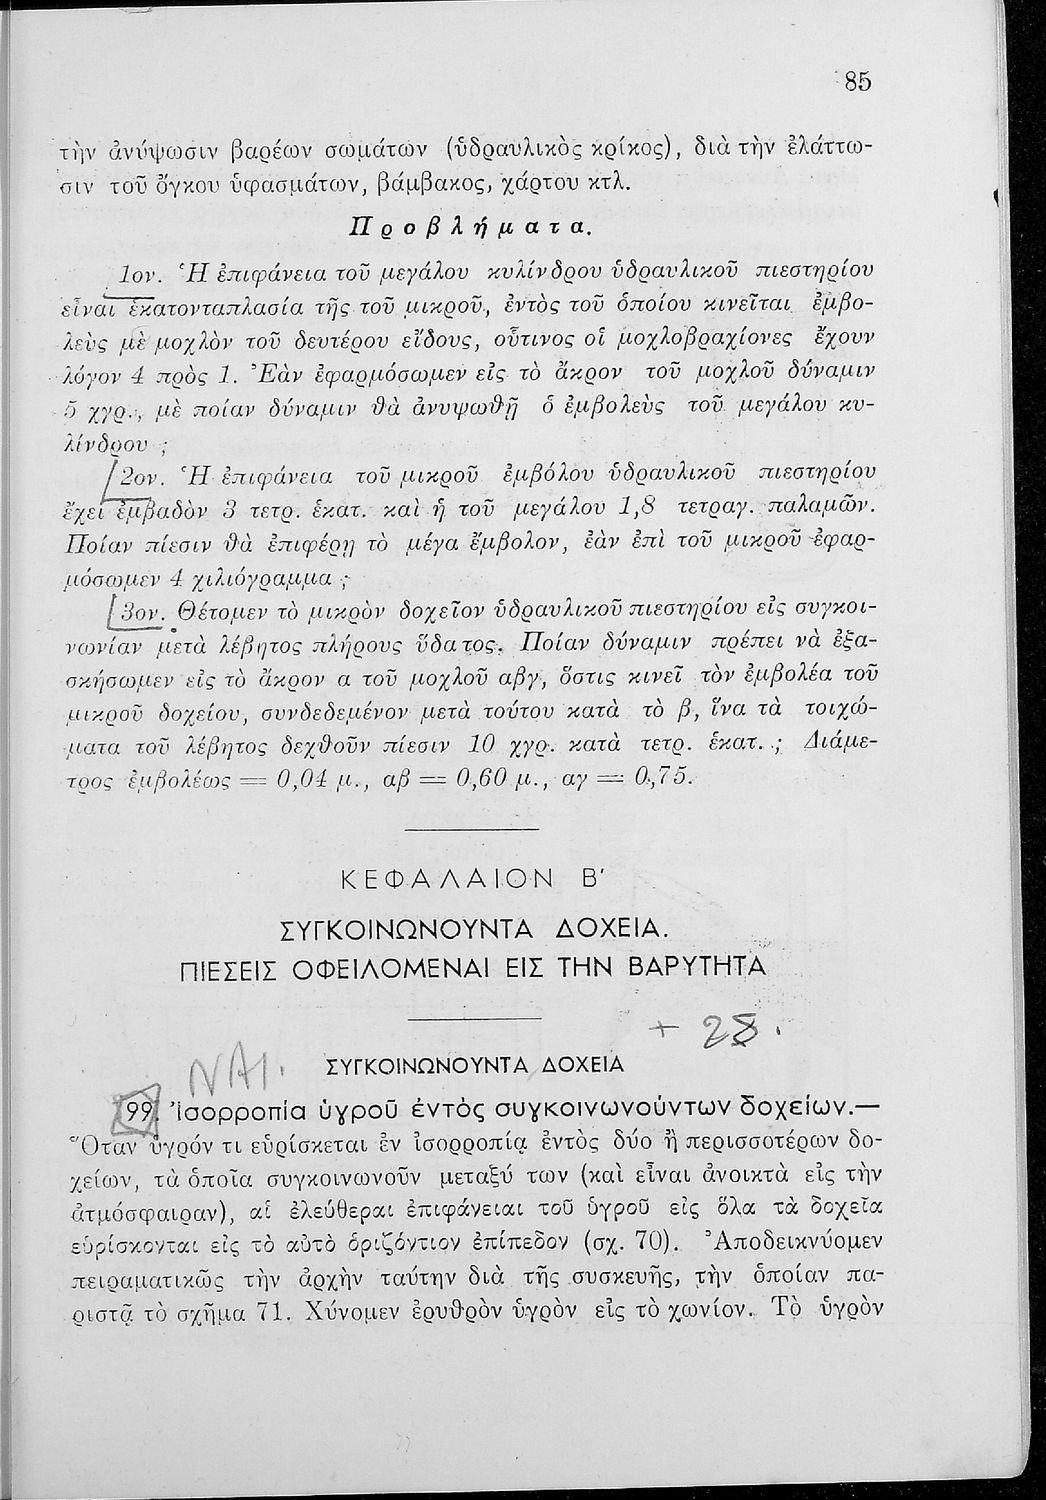 85
τὴν ἀνύψωσιν βαρέων σωμάτων (ὑδραυλικὸς κρίκος), διὰ τὴν ἐλάττω-
σιν τοῦ ὄγκου ὑφασμάτων, βάμβακος, χάρτου κτλ.
Προβλήματα.
1ον. Ἡ ἐπιφάνεια τοῦ μεγάλου κυλίνδρου ὑδραυλικοῦ πιεστηρίου
εἶναι ἑκατονταπλασία τῆς τοῦ μικροῦ, ἐντὸς τοῦ ὁποίου κινεῖται ἐμβο-
λεὺς μὲ μοχλὸν τοῦ δευτέρου εἴδους, οὗτινος οἱ μοχλοβραχίονες ἔχουν
λόγον 4 πρὸς 1. Ἐὰν ἐφαρμόσωμεν εἰς τὸ ἄκρον τοῦ μοχλοῦ δύναμιν
5 χγρ., μὲ ποίαν δύναμιν θὰ ἀνυψωθῇ ὁ ἐμβολεὺς τοῦ μεγάλου κυ-
λίνδρου ;
2ον. Ἡ ἐπιφάνεια τοῦ μικροῦ ἐμβόλου ὑδραυλικοῦ πιεστηρίου
ἔχει ἐμβαδὸν 3 τετρ. ἑκατ. καὶ ἡ τοῦ μεγάλου 1,8 τετραγ. παλαμῶν.
Ποίαν πίεσιν θὰ ἐπιφέρῃ τὸ μέγα ἔμβολον, ἐὰν ἐπὶ τοῦ μικροῦ ἐφαρ-
μόσωμεν 4 χιλιόγραμμα ;
3ον. Θέτομεν τὸ μικρὸν δοχεῖον ὑδραυλικοῦ πιεστηρίου εἰς συγκοι-
νωνίαν μετὰ λέβητος πλήρους ὕδατος. Ποίαν δύναμιν πρέπει νὰ ἐξα-
σκήσωμεν εἰς τὸ ἄκρον α τοῦ μοχλοῦ αβγ, ὅστις κινεῖ τὸν ἐμβολέα τοῦ
μικροῦ δοχείου, συνδεδεμένον μετὰ τούτου κατὰ τὸ β, ἵνα τὰ τοιχώ-
ματα τοῦ λέβητος δεχθοῦν πίεσιν 10 χγρ. κατὰ τετρ. ἑκατ. ; Διάμε-
τρος ἐμβολέως = 0,04 μ., αβ = 0,60 μ., αγ = 0,75.
ΚΕΦΑΛΑΙΟΝ Β'
ΣΥΓΚΟΙΝΩΝΟΥΝΤΑ ΔΟΧΕΙΑ.
ΠΙΕΣΕΙΣ ΟΦΕΙΛΟΜΕΝΑΙ ΕΙΣ ΤΗΝ ΒΑΡΥΤΗΤΑ
+ 28.
ΝΑΙ.
ΣΥΓΚΟΙΝΩΝΟΥΝΤΑ ΔΟΧΕΙΑ
99. Ἰσορροπία ὑγροῦ ἐντὸς συγκοινωνούντων δοχείων.—
Ὅταν ὑγρόν τι εὑρίσκεται ἐν ἰσορροπίᾳ ἐντὸς δύο ἢ περισσοτέρων δο-
χείων, τὰ ὁποῖα συγκοινωνοῦν μεταξύ των (καὶ εἶναι ἀνοικτὰ εἰς τὴν
ἀτμόσφαιραν), αἱ ἐλεύθεραι ἐπιφάνειαι τοῦ ὑγροῦ εἰς ὅλα τὰ δοχεῖα
εὑρίσκονται εἰς τὸ αὐτὸ ὁριζόντιον ἐπίπεδον (σχ. 70). Ἀποδεικνύομεν
πειραματικῶς τὴν ἀρχὴν ταύτην διὰ τῆς συσκευῆς, τὴν ὁποίαν πα-
ριστᾷ τὸ σχῆμα 71. Χύνομεν ἐρυθρὸν ὑγρὸν εἰς τὸ χωνίον. Τὸ ὑγρὸν